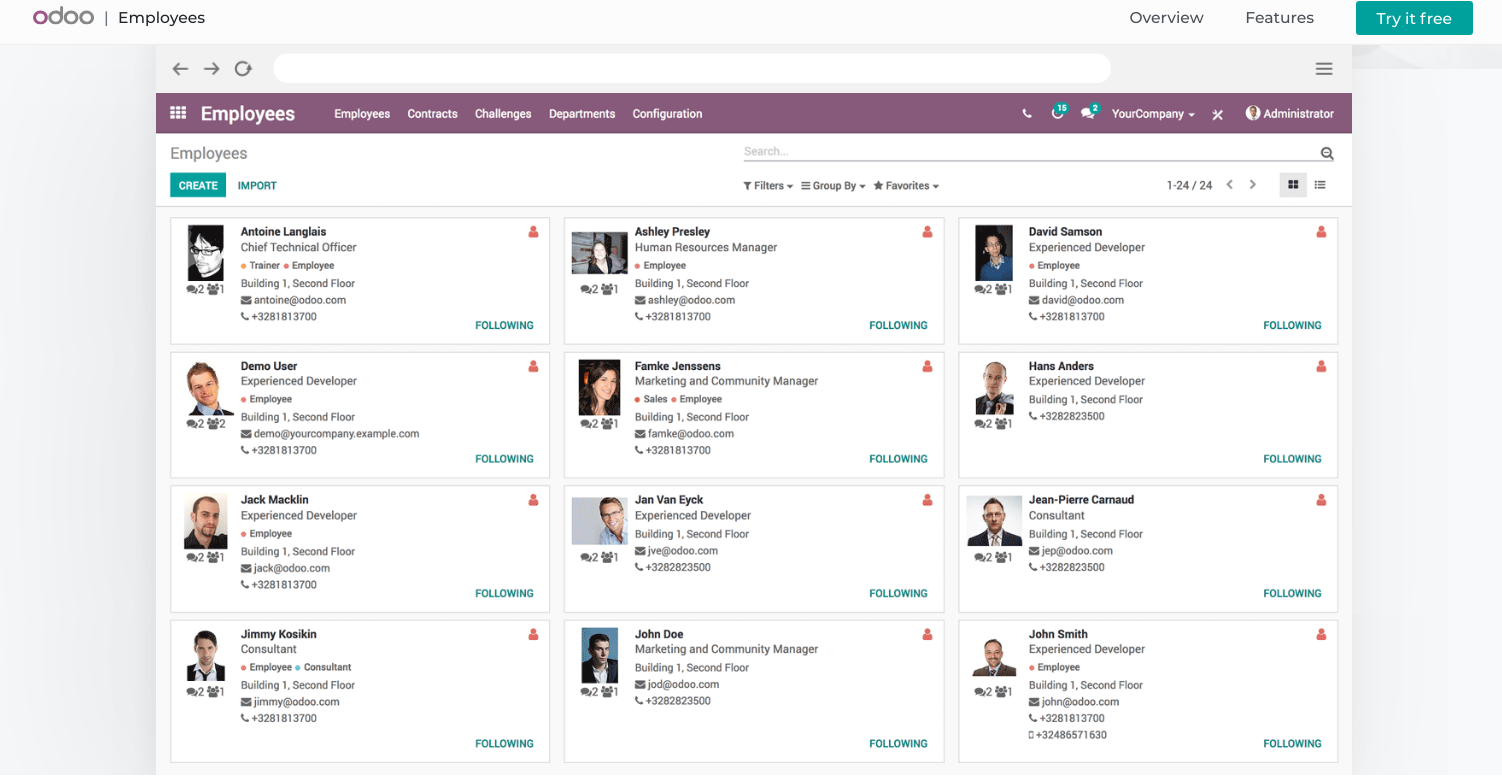 odoo | Employees Overview Features Try it free
Employees Employees Contracts Challenges Departments Configuration 15 2 YourCompany Administrator
Employees Search...
CREATE IMPORT Filters Group By Favorites 1-24 / 24
Antoine Langlais
Chief Technical Officer
Trainer Employee
Building 1, Second Floor
2 1
antoine@odoo.com
+3281813700
FOLLOWING
Ashley Presley
Human Resources Manager
Employee
Building 1, Second Floor
2 1
ashley@odoo.com
+3281813700
FOLLOWING
David Samson
Experienced Developer
Employee
Building 1, Second Floor
2 1
david@odoo.com
+3281813700
FOLLOWING
Demo User
Experienced Developer
Employee
Building 1, Second Floor
2 2
demo@yourcompany.example.com
+3281813700
FOLLOWING
Famke Jenssens
Marketing and Community Manager
Sales Employee
Building 1, Second Floor
2 1
famke@odoo.com
+3281813700
FOLLOWING
Hans Anders
Experienced Developer
Building 1, Second Floor
+3282823500
2 1
FOLLOWING
Jack Macklin
Experienced Developer
Employee
Building 1, Second Floor
2 1
jack@odoo.com
+3281813700
FOLLOWING
Jan Van Eyck
Experienced Developer
Building 1, Second Floor
jve@odoo.com
2 1
+3282823500
FOLLOWING
Jean-Pierre Carnaud
Consultant
Building 1, Second Floor
jep@odoo.com
2 1
+3282823500
FOLLOWING
Jimmy Kosikin
Consultant
Employee Consultant
Building 1, Second Floor
2 1
jimmy@odoo.com
+3281813700
FOLLOWING
John Doe
Marketing and Community Manager
Building 1, Second Floor
jod@odoo.com
2 1
+3282823500
FOLLOWING
John Smith
Experienced Developer
Employee
Building 1, Second Floor
2 1
john@odoo.com
+3281813700
+32486571630
FOLLOWING